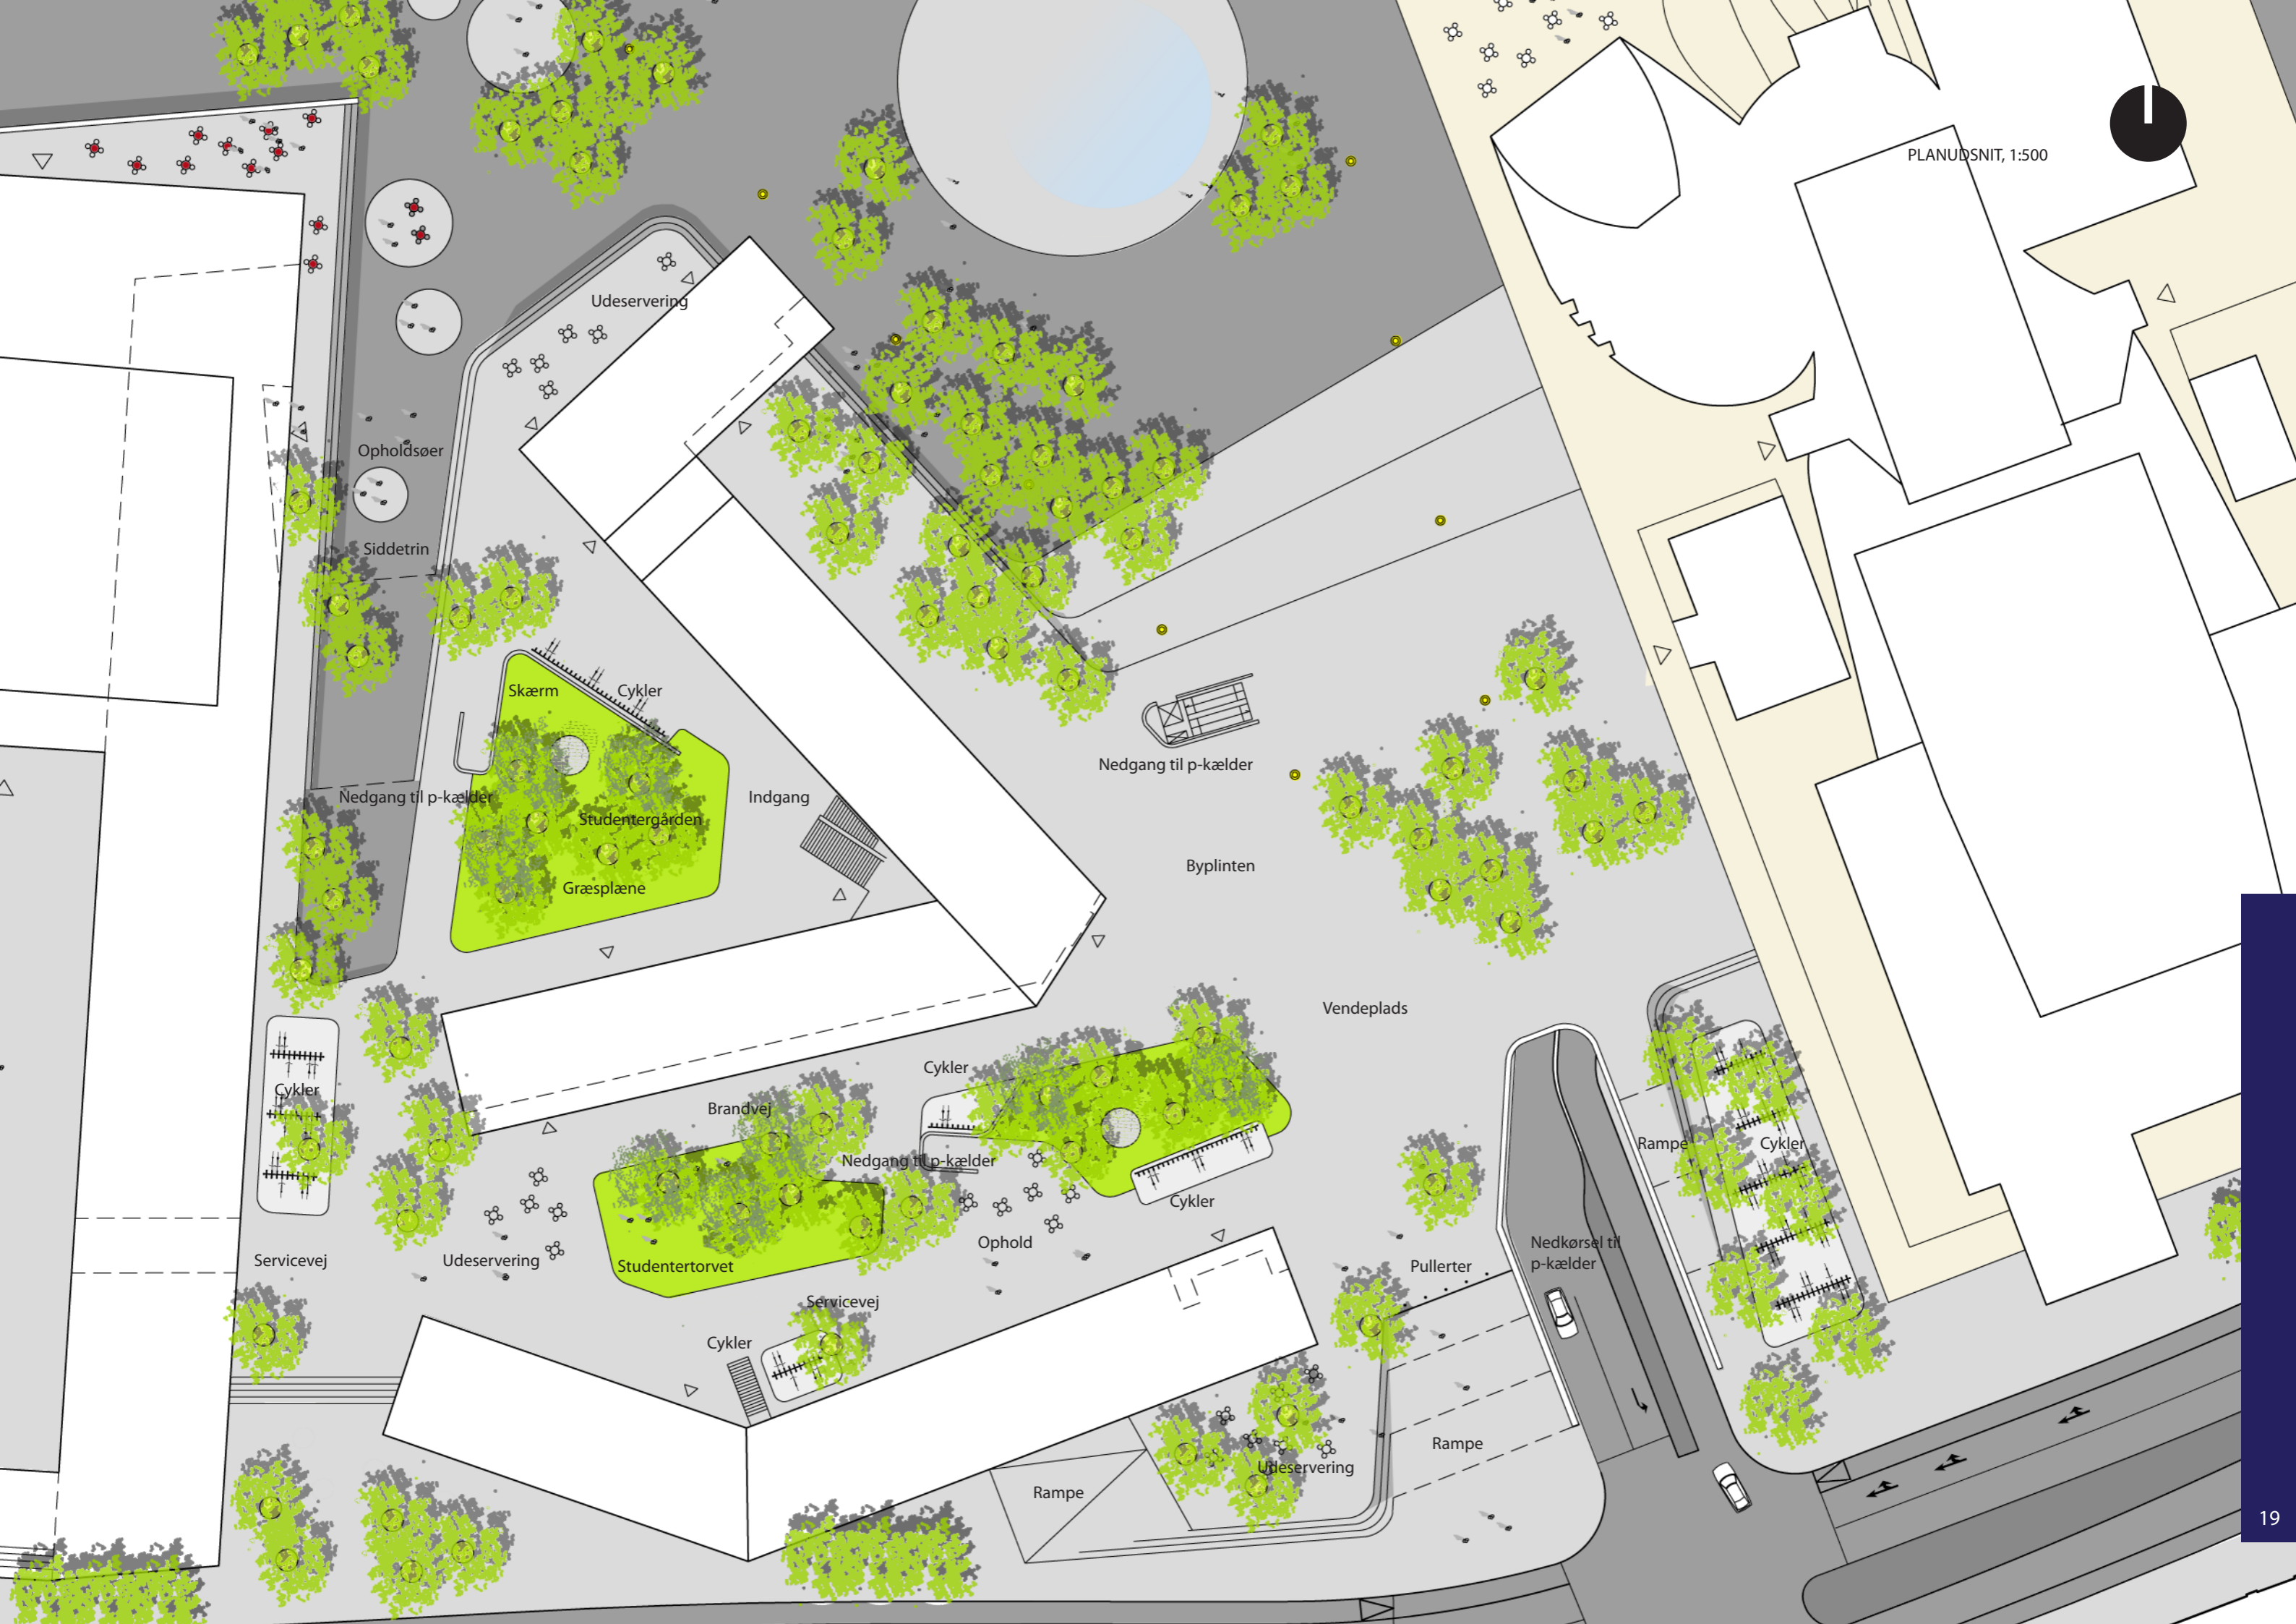 PLANUDSNIT, 1:500
Udeservering
Opholdsøer
Siddetrin
Skærm
Cykler
Nedgang til p-kælder
Nedgang til p-kælder
Indgang
Studentergården
Byplinten
Græsplæne
Vendeplads
Cykler
Cykler
Brandvej
Rampe
Cykler
Nedgang til p-kælder
Cykler
Servicevej
Udeservering
Studentertorvet
Ophold
Pullerter
Nedkørsel til
p-kælder
Servicevej
Cykler
Rampe
Udeservering
Rampe
19